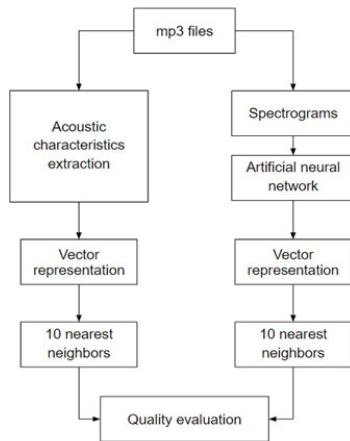 mp3 files
Acoustic
characteristics
extraction
Spectrograms
Artificial neural
network
Vector
representation
Vector
representation
10 nearest
neighbors
10 nearest
neighbors
Quality evaluation